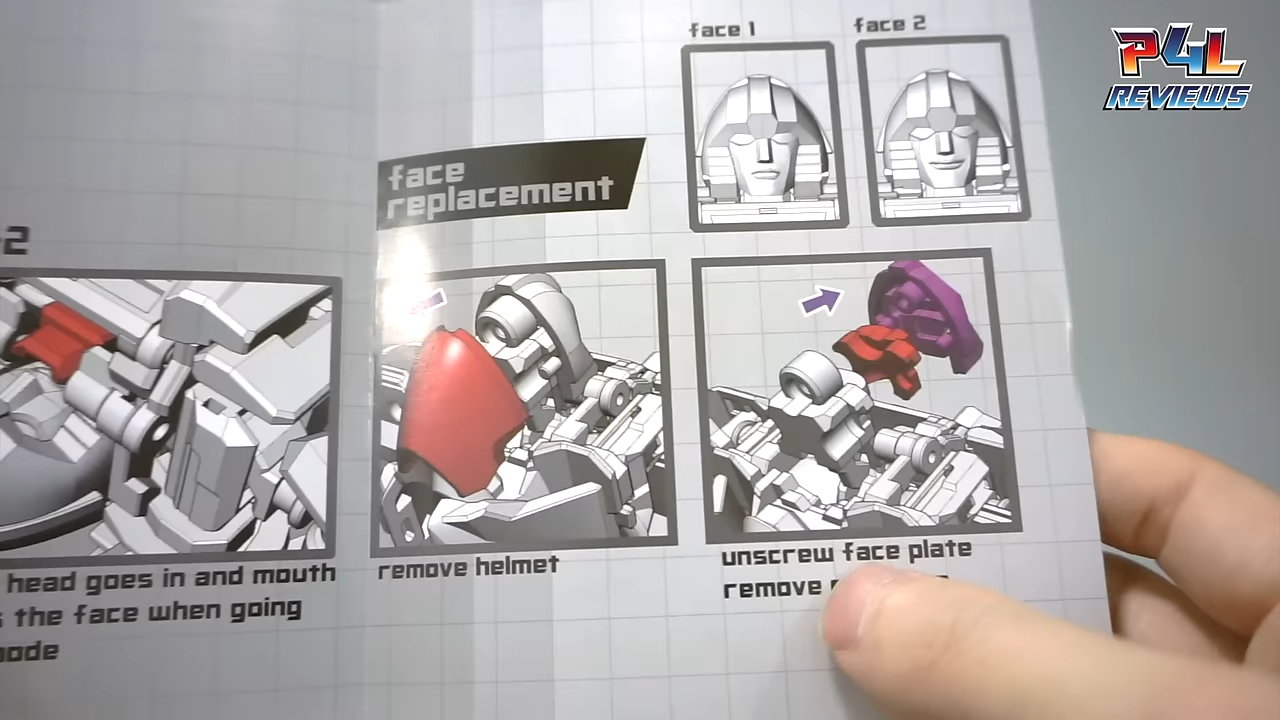 face 1
face 2
P4L
REVIEWS
face
replacement
-2
head goes in and mouth
the face when going
remove helmet
unscrew face plate
remove